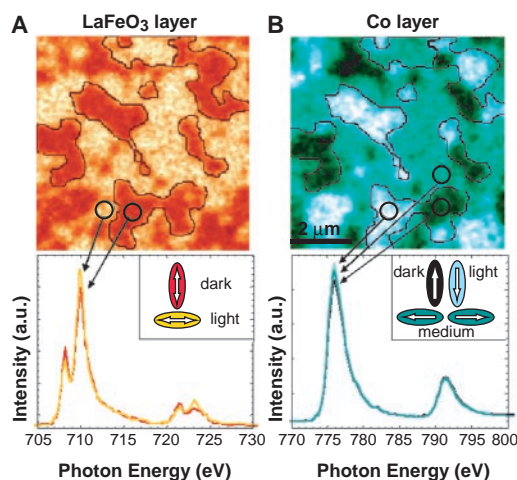 A LaFeO₃ layer
dark
light
Intensity (a.u.)
705 710 715 720 725 730
Photon Energy (eV)
B Co layer
2 μm
dark light
medium
Intensity (a.u.)
770 775 780 785 790 795 800
Photon Energy (eV)